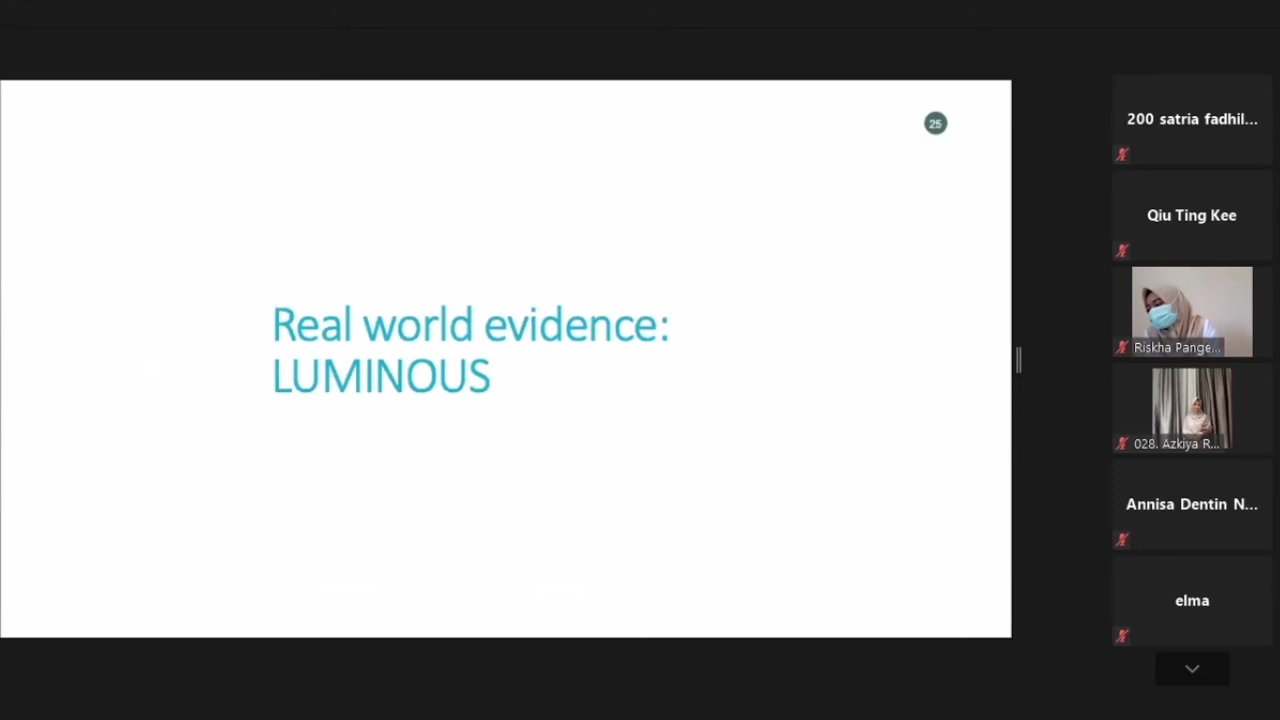 25
Real world evidence:
LUMINOUS
200 satria fadhil...
Qiu Ting Kee
Riskha Pange...
028. Azkiya R...
Annisa Dentin N...
elma